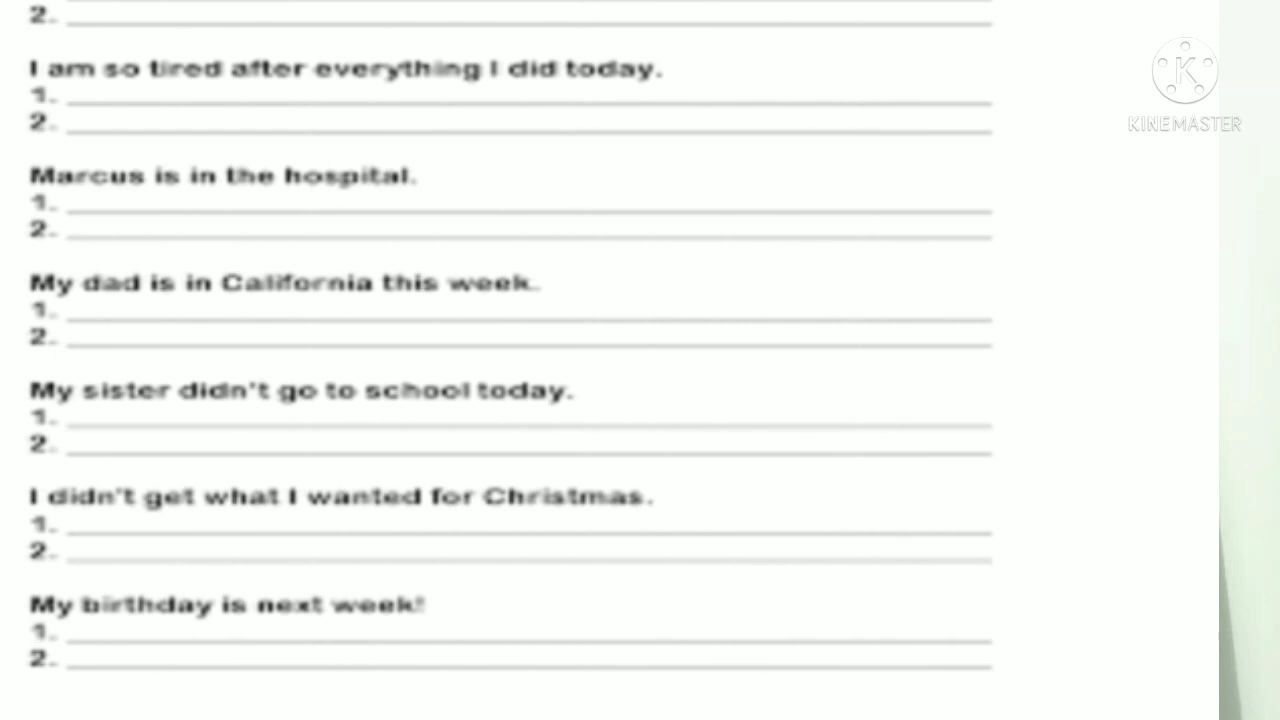 2.
I am so tired after everything I did today.
1.
2.
Marcus is in the hospital.
1.
2.
My dad is in California this week.
1.
2.
My sister didn't go to school today.
1.
2.
I didn't get what I wanted for Christmas.
1.
2.
My birthday is next week!
1.
2.
KINEMASTER